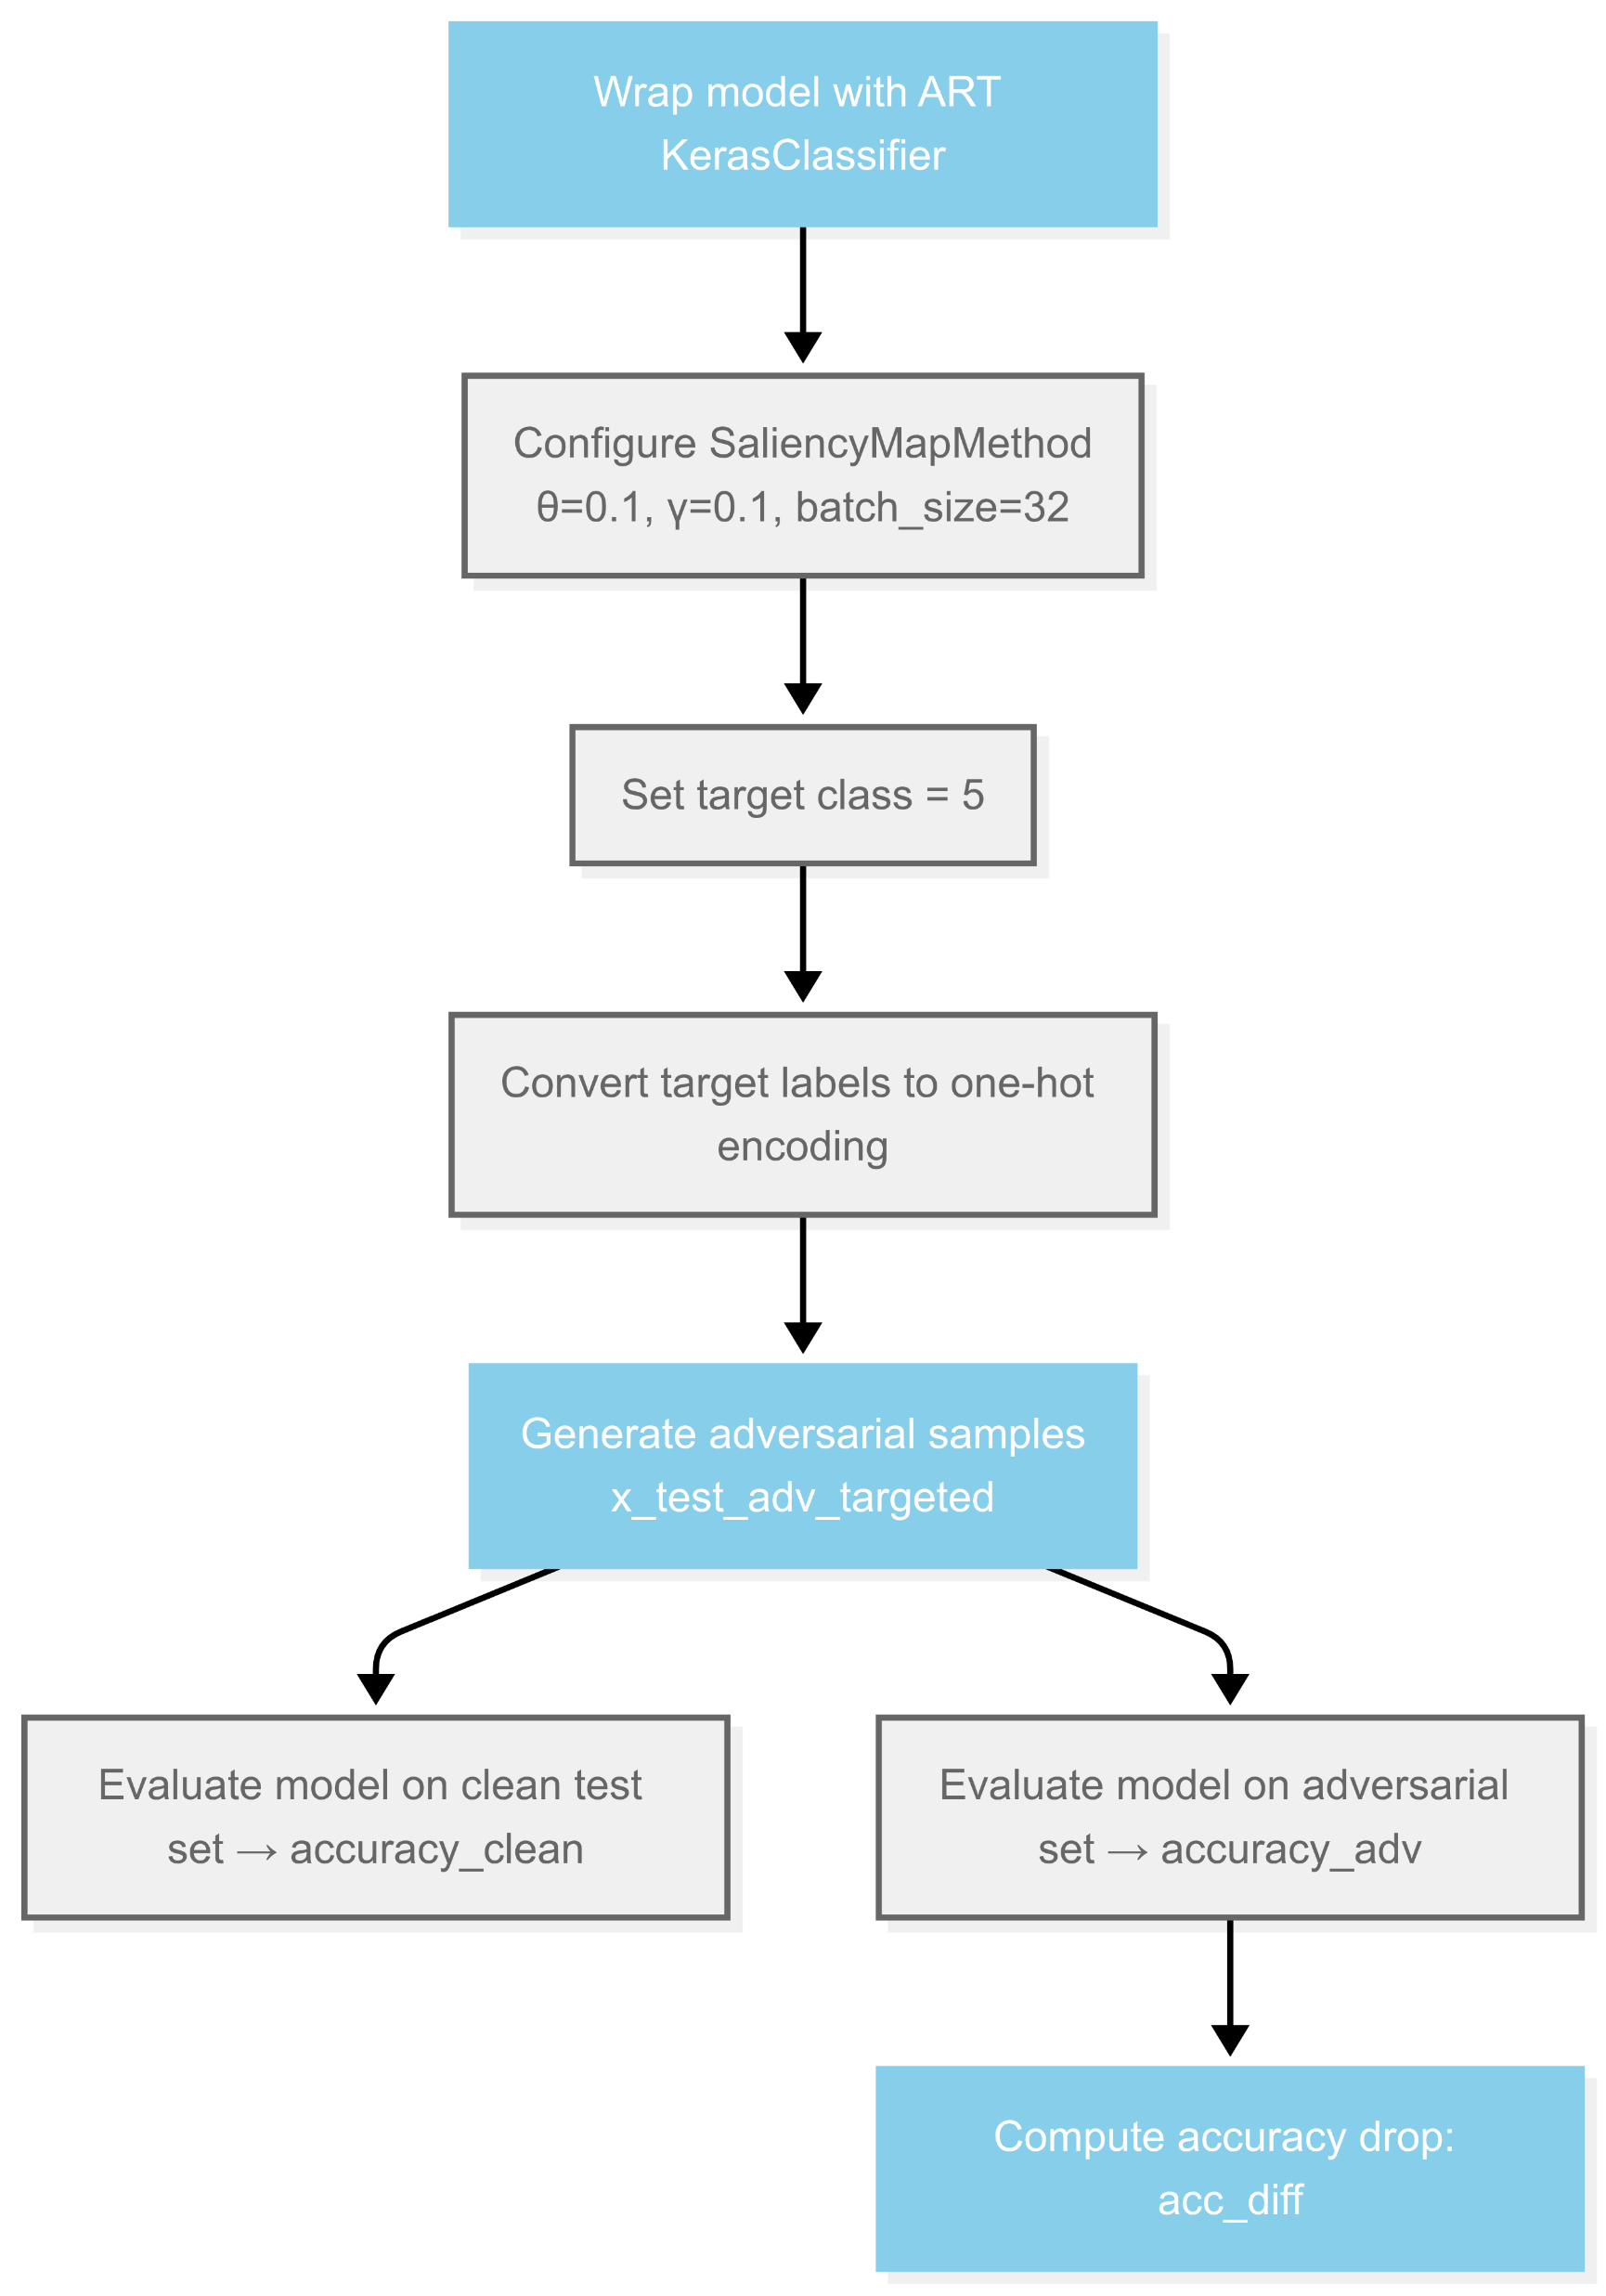 Wrap model with ART
KerasClassifier
Configure SaliencyMapMethod
θ=0.1, γ=0.1, batch_size=32
Set target class = 5
Convert target labels to one-hot
encoding
Generate adversarial samples
x_test_adv_targeted
Evaluate model on clean test
set → accuracy_clean
Evaluate model on adversarial
set → accuracy_adv
Compute accuracy drop:
acc_diff